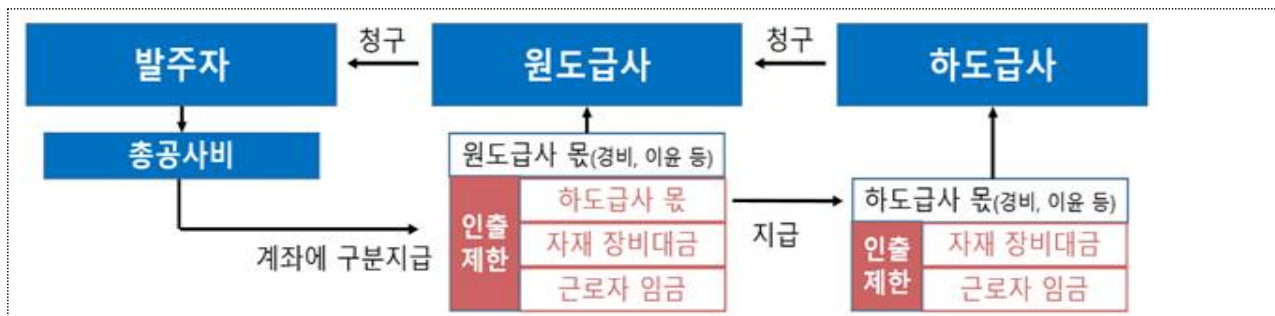 청구
청구
발주자
원도급사
하도급사
총공사비
원도급사 몫(경비, 이윤 등)
인출
제한
하도급사 몫
자재 장비대금
근로자 임금
계좌에 구분지급
지급
하도급사 몫(경비, 이윤 등)
인출
제한
자재 장비대금
근로자 임금